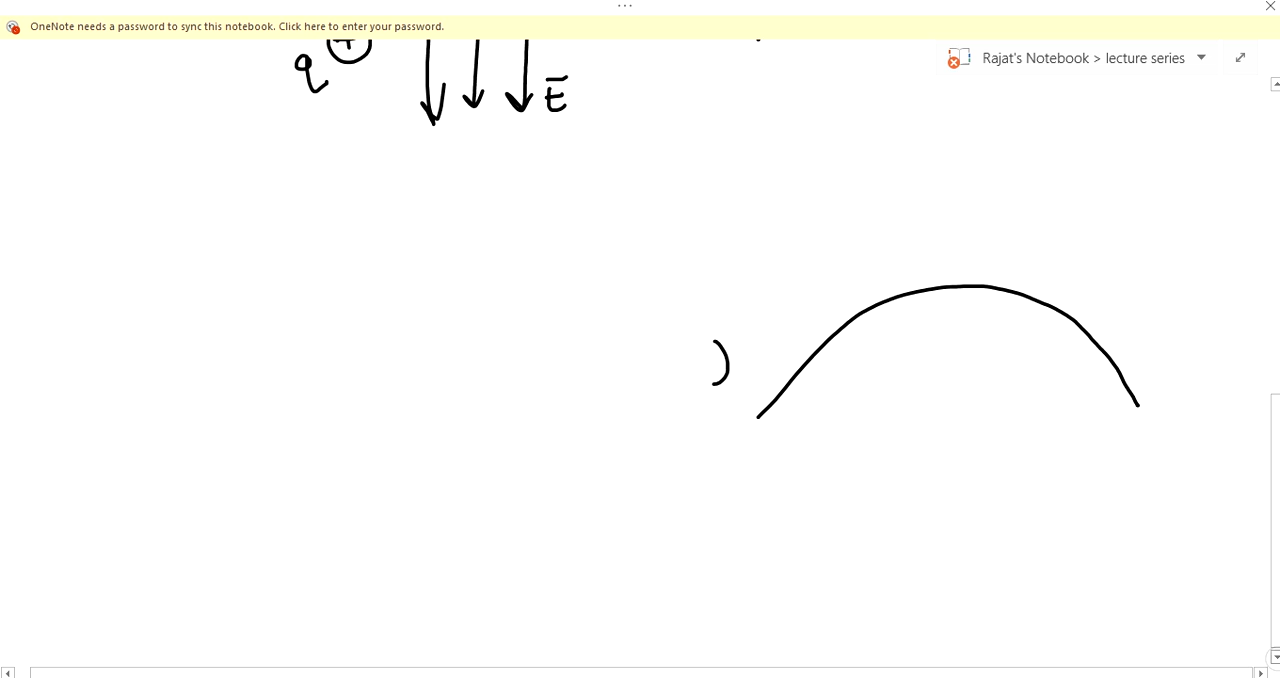 OneNote needs a password to sync this notebook. Click here to enter your password.
Rajat's Notebook > lecture series
q +
E̅
)